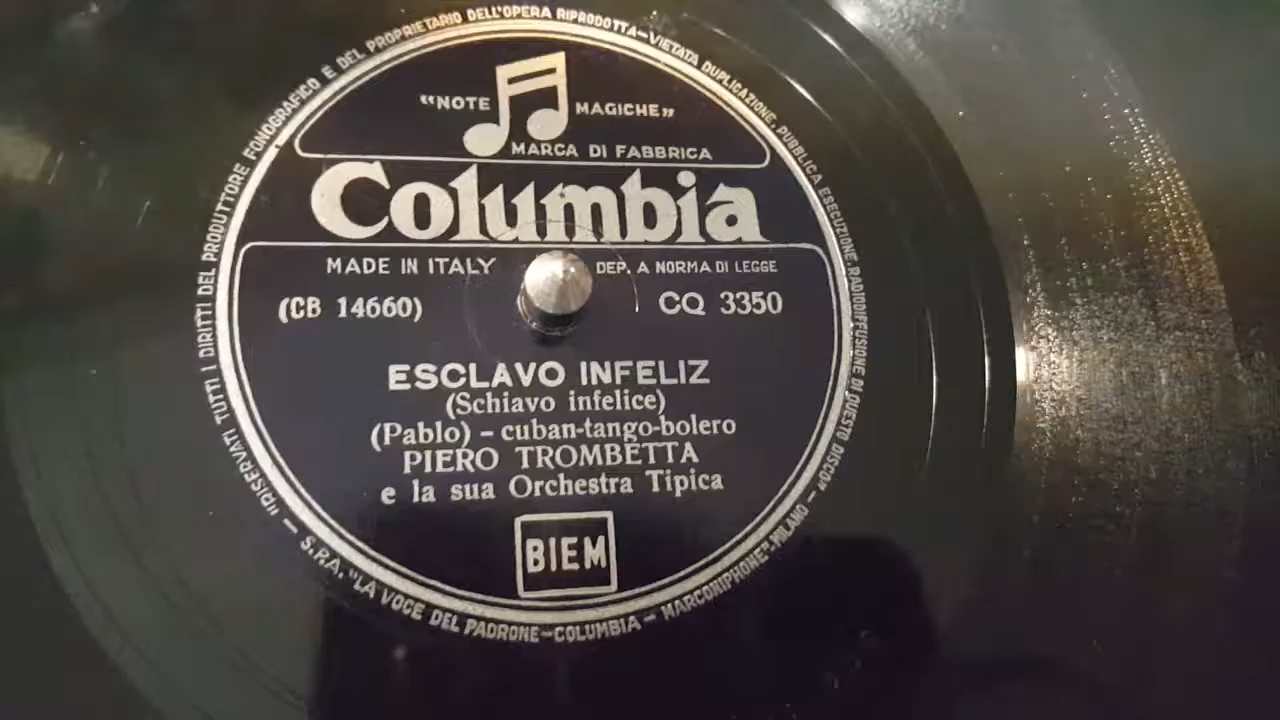 "RISERVATI TUTTI I DIRITTI DEL PRODUTTORE FONOGRAFICO E DEL PROPRIETARIO DELL'OPERA RIPRODOTTA-VIETATA DUPLICAZIONE, PUBBLICA ESECUZIONE, RADIODIFFUSIONE DI QUESTO DISCO" -
"NOTE MAGICHE"
MARCA DI FABBRICA
Columbia
MADE IN ITALY DEP. A NORMA DI LEGGE
(CB 14660) CQ 3350
ESCLAVO INFELIZ
(Schiavo infelice)
(Pablo) - cuban-tango-bolero
PIERO TROMBETTA
e la sua Orchestra Tipica
BIEM
- S.P.A. "LA VOCE DEL PADRONE-COLUMBIA - MARCONIPHONE"-MILANO